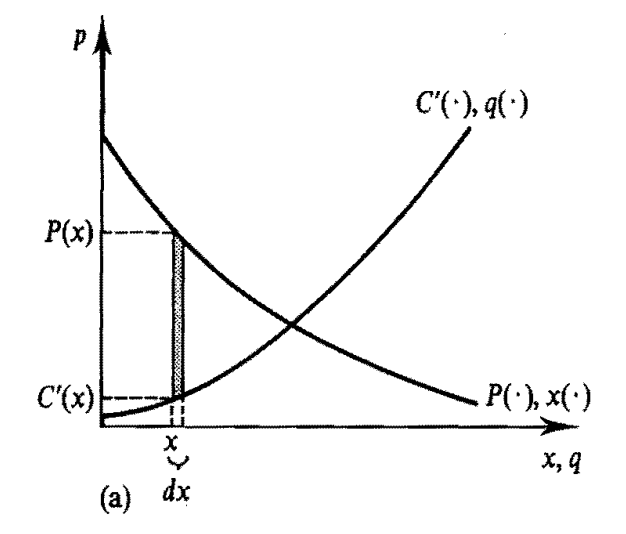 p
C′(·), q(·)
P(x)
C′(x)
P(·), x(·)
x
x, q
dx
(a)